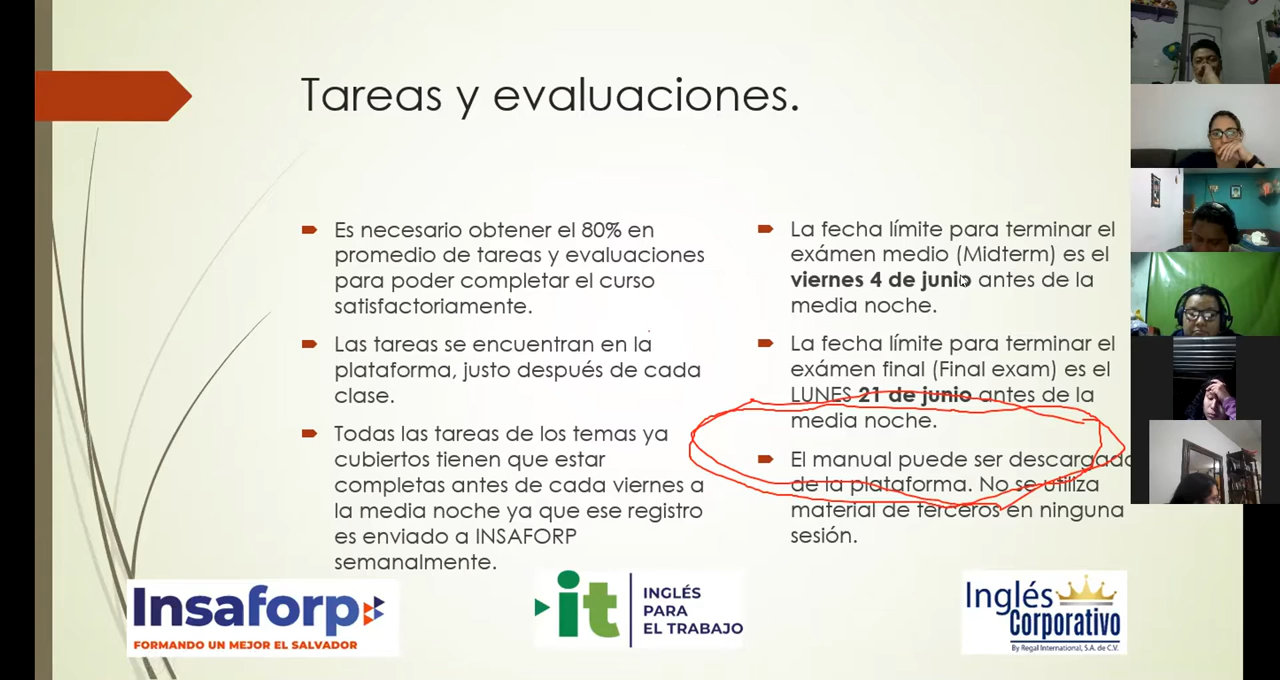 Tareas y evaluaciones.
Es necesario obtener el 80% en
promedio de tareas y evaluaciones
para poder completar el curso
satisfactoriamente.
Las tareas se encuentran en la
plataforma, justo después de cada
clase.
Todas las tareas de los temas ya
cubiertos tienen que estar
completas antes de cada viernes a
la media noche ya que ese registro
es enviado a INSAFORP
semanalmente.
La fecha límite para terminar el
exámen medio (Midterm) es el
viernes 4 de junio antes de la
media noche.
La fecha límite para terminar el
exámen final (Final exam) es el
LUNES 21 de junio antes de la
media noche.
El manual puede ser descargado
de la plataforma. No se utiliza
material de terceros en ninguna
sesión.
Insaforp
FORMANDO UN MEJOR EL SALVADOR
it
INGLÉS
PARA
EL TRABAJO
Inglés
Corporativo
By Regal International, S.A. de C.V.